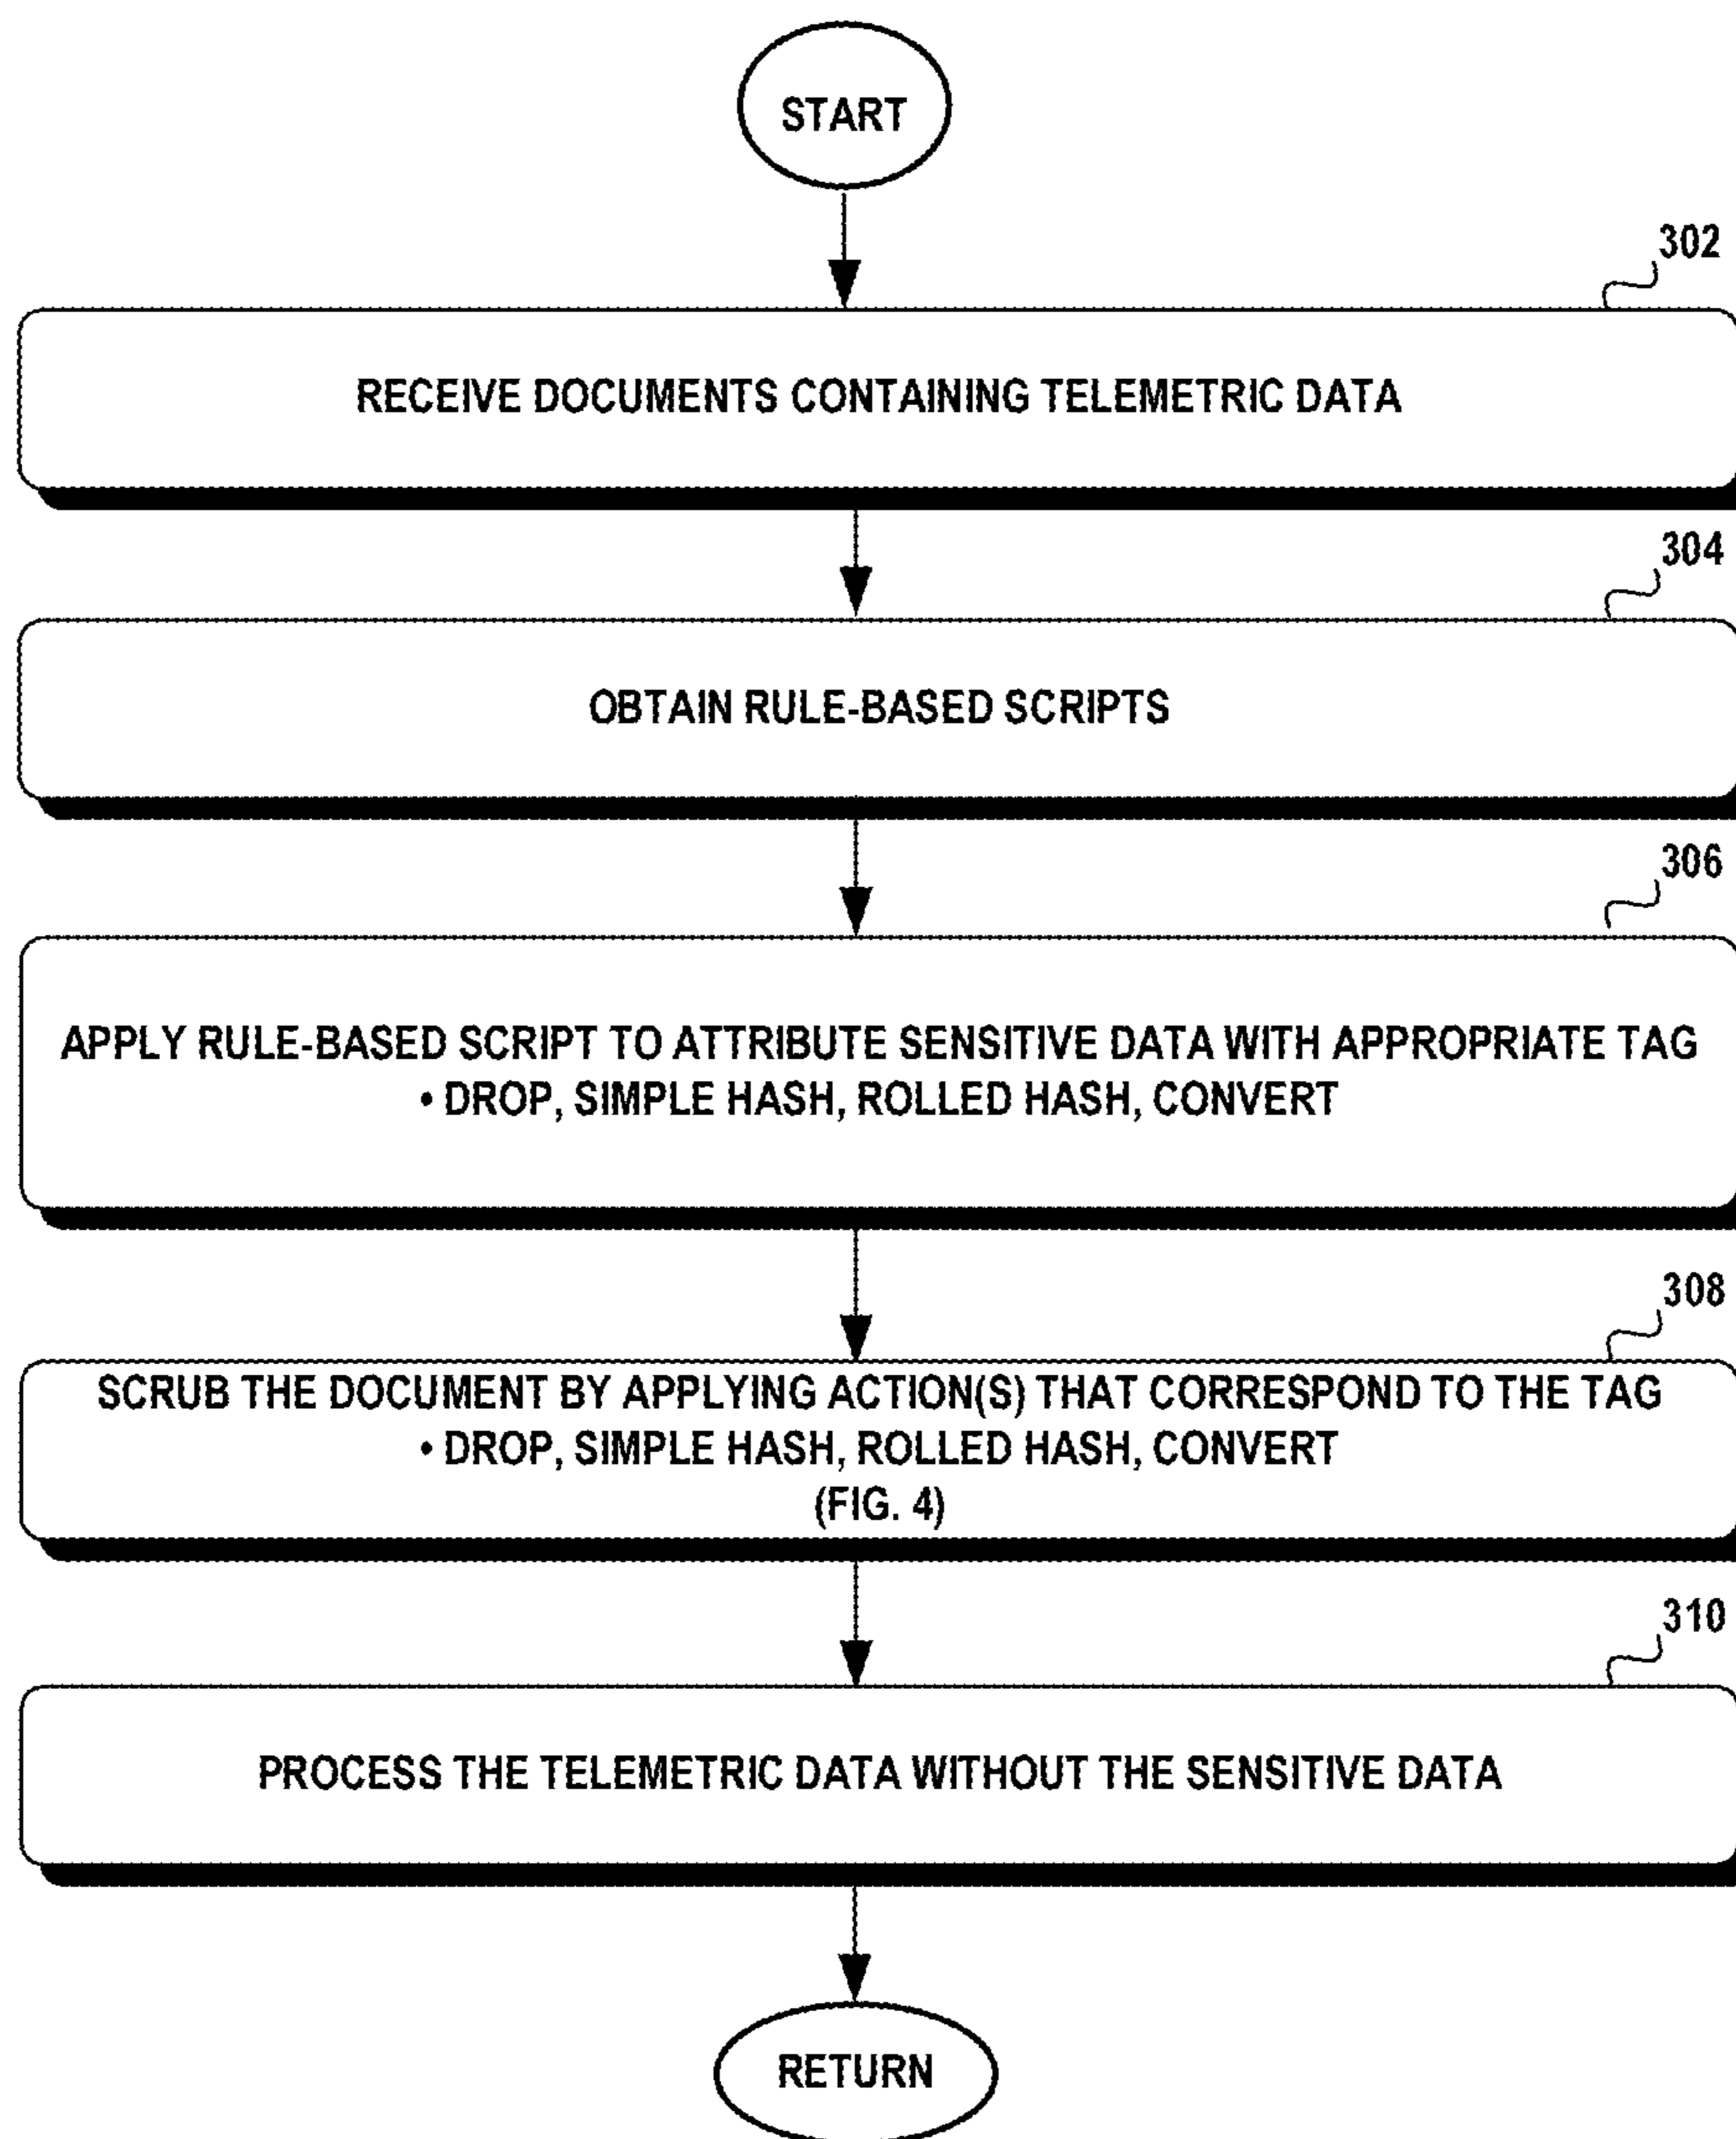 START
302
RECEIVE DOCUMENTS CONTAINING TELEMETRIC DATA
304
OBTAIN RULE-BASED SCRIPTS
306
APPLY RULE-BASED SCRIPT TO ATTRIBUTE SENSITIVE DATA WITH APPROPRIATE TAG
• DROP, SIMPLE HASH, ROLLED HASH, CONVERT
308
SCRUB THE DOCUMENT BY APPLYING ACTION(S) THAT CORRESPOND TO THE TAG
• DROP, SIMPLE HASH, ROLLED HASH, CONVERT
(FIG. 4)
310
PROCESS THE TELEMETRIC DATA WITHOUT THE SENSITIVE DATA
RETURN